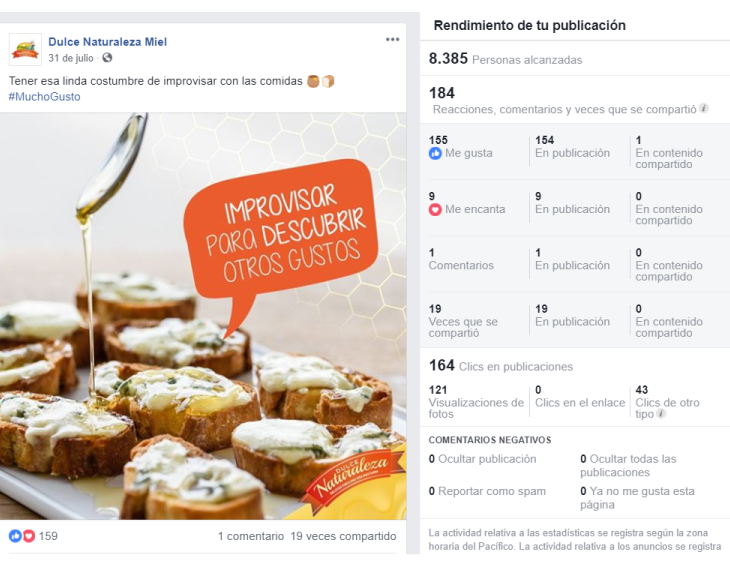 Dulce Naturaleza Miel
31 de julio ·
Tener esa linda costumbre de improvisar con las comidas
#MuchoGusto
IMPROVISAR
PARA DESCUBRIR
OTROS GUSTOS
DULCE
Naturaleza
159
1 comentario 19 veces compartido
Rendimiento de tu publicación
8.385 Personas alcanzadas
184
Reacciones, comentarios y veces que se compartió
155
Me gusta
154
En publicación
1
En contenido
compartido
9
Me encanta
9
En publicación
0
En contenido
compartido
1
Comentarios
1
En publicación
0
En contenido
compartido
19
Veces que se
compartió
19
En publicación
0
En contenido
compartido
164 Clics en publicaciones
121
Visualizaciones de
fotos
0
Clics en el enlace
43
Clics de otro
tipo
COMENTARIOS NEGATIVOS
0 Ocultar publicación
0 Ocultar todas las
publicaciones
0 Reportar como spam
0 Ya no me gusta esta
página
La actividad relativa a las estadísticas se registra según la zona
horaria del Pacífico. La actividad relativa a los anuncios se registra